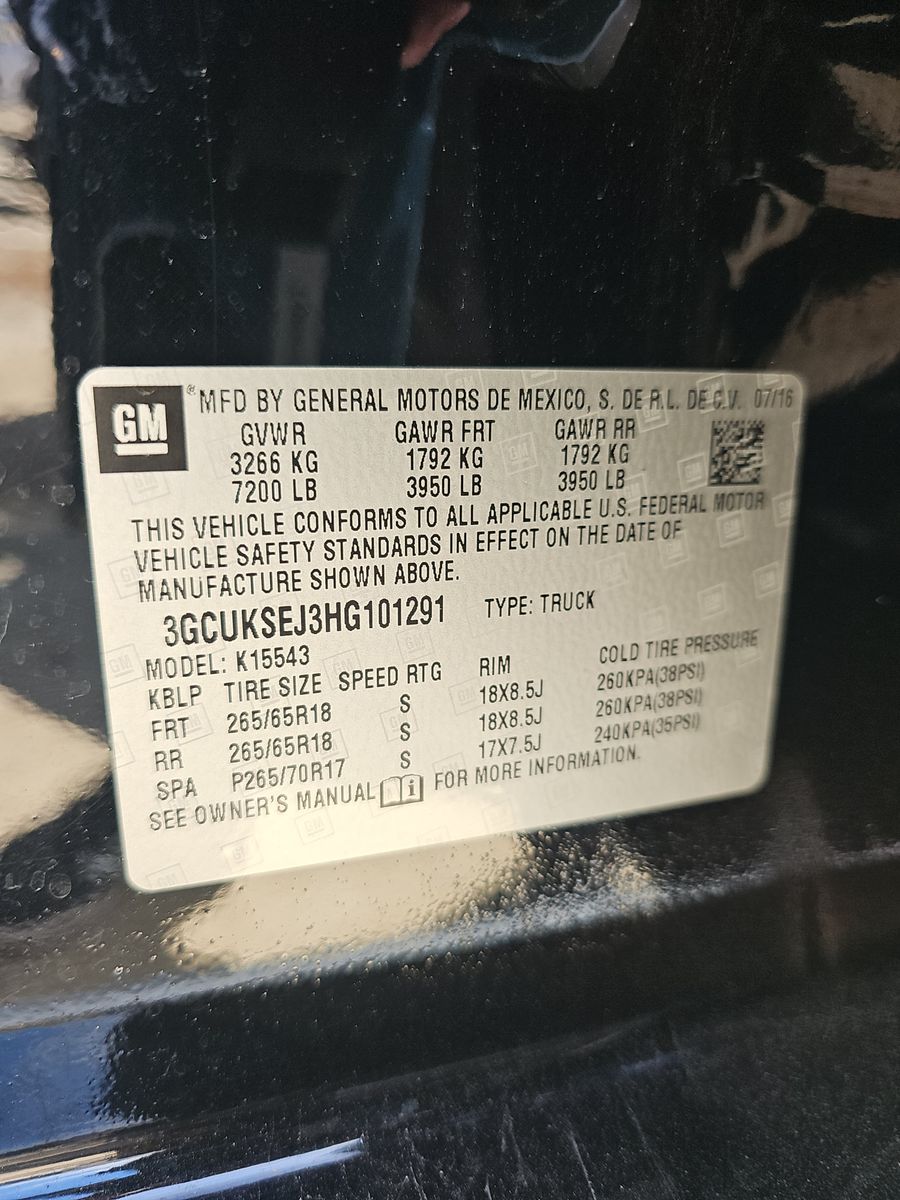 GM ® MFD BY GENERAL MOTORS DE MEXICO, S. DE R.L. DE C.V. 07/16
GVWR GAWR FRT GAWR RR
3266 KG 1792 KG 1792 KG
7200 LB 3950 LB 3950 LB
THIS VEHICLE CONFORMS TO ALL APPLICABLE U.S. FEDERAL MOTOR
VEHICLE SAFETY STANDARDS IN EFFECT ON THE DATE OF
MANUFACTURE SHOWN ABOVE.
3GCUKSEJ3HG101291 TYPE: TRUCK
MODEL: K15543
KBLP TIRE SIZE SPEED RTG RIM COLD TIRE PRESSURE
FRT 265/65R18 S 18X8.5J 260KPA(38PSI)
RR 265/65R18 S 18X8.5J 260KPA(38PSI)
SPA P265/70R17 S 17X7.5J 240KPA(35PSI)
SEE OWNER'S MANUAL i FOR MORE INFORMATION.